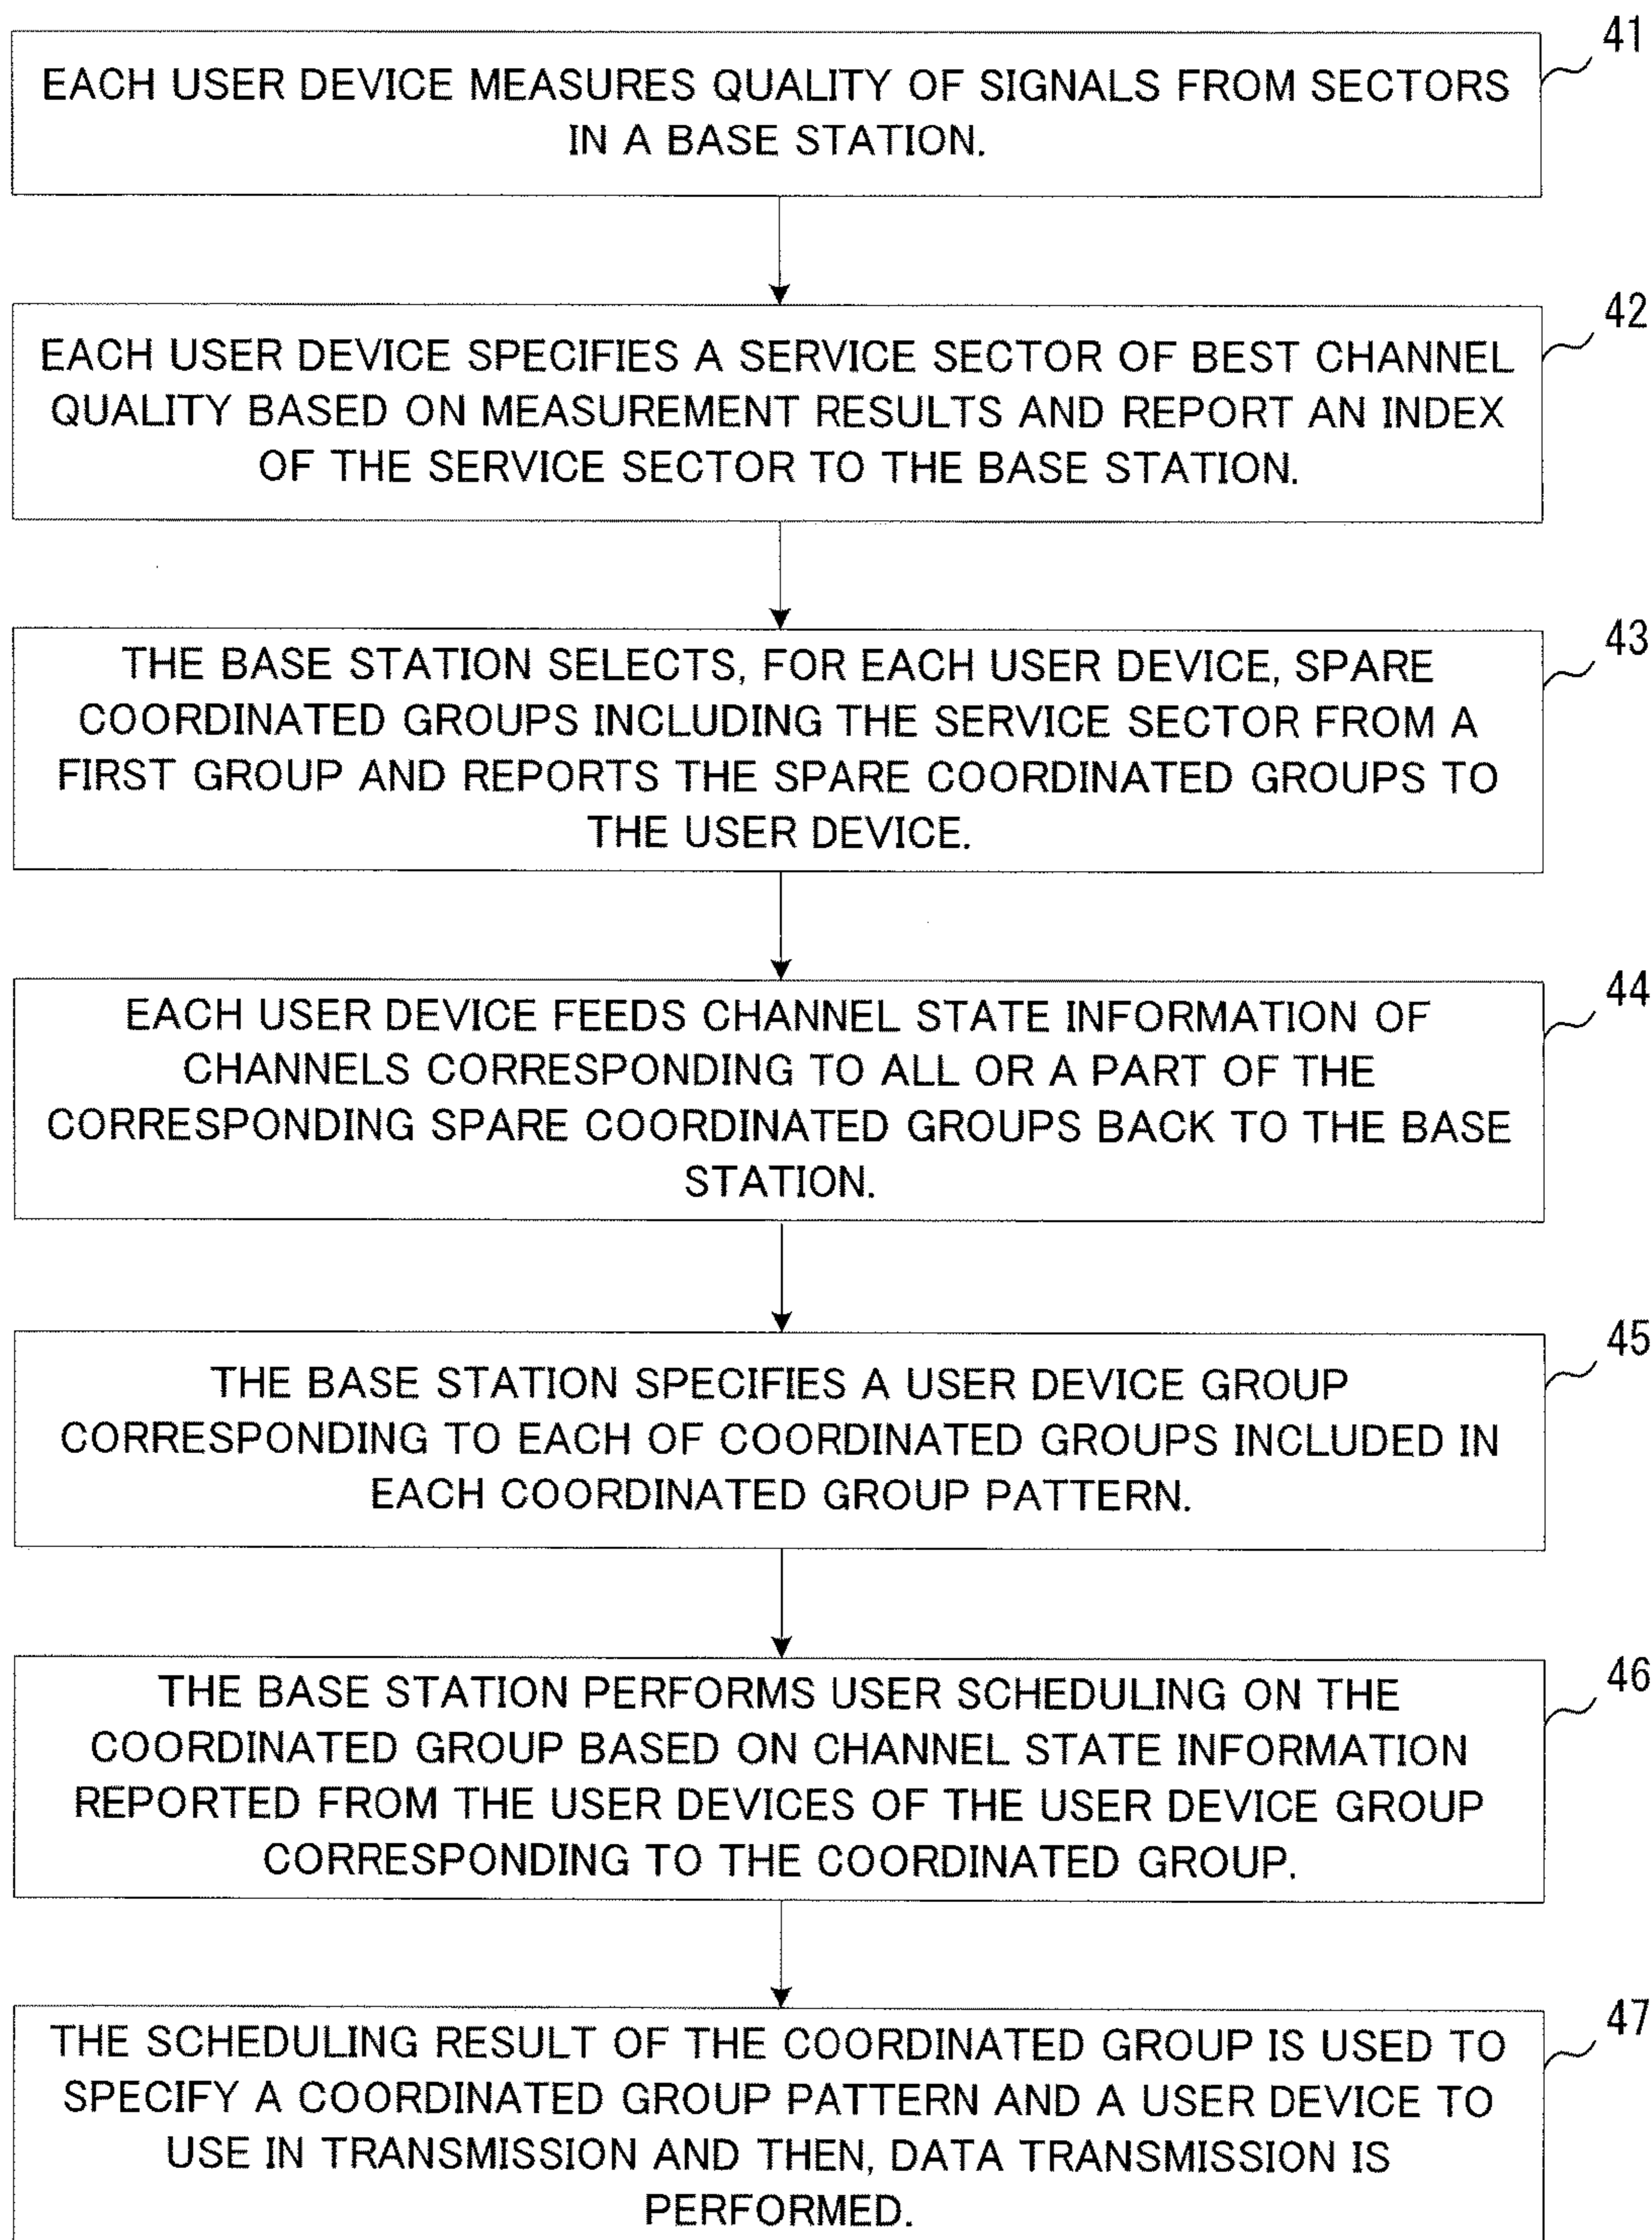 41
EACH USER DEVICE MEASURES QUALITY OF SIGNALS FROM SECTORS
IN A BASE STATION.
42
EACH USER DEVICE SPECIFIES A SERVICE SECTOR OF BEST CHANNEL
QUALITY BASED ON MEASUREMENT RESULTS AND REPORT AN INDEX
OF THE SERVICE SECTOR TO THE BASE STATION.
43
THE BASE STATION SELECTS, FOR EACH USER DEVICE, SPARE
COORDINATED GROUPS INCLUDING THE SERVICE SECTOR FROM A
FIRST GROUP AND REPORTS THE SPARE COORDINATED GROUPS TO
THE USER DEVICE.
44
EACH USER DEVICE FEEDS CHANNEL STATE INFORMATION OF
CHANNELS CORRESPONDING TO ALL OR A PART OF THE
CORRESPONDING SPARE COORDINATED GROUPS BACK TO THE BASE
STATION.
45
THE BASE STATION SPECIFIES A USER DEVICE GROUP
CORRESPONDING TO EACH OF COORDINATED GROUPS INCLUDED IN
EACH COORDINATED GROUP PATTERN.
46
THE BASE STATION PERFORMS USER SCHEDULING ON THE
COORDINATED GROUP BASED ON CHANNEL STATE INFORMATION
REPORTED FROM THE USER DEVICES OF THE USER DEVICE GROUP
CORRESPONDING TO THE COORDINATED GROUP.
47
THE SCHEDULING RESULT OF THE COORDINATED GROUP IS USED TO
SPECIFY A COORDINATED GROUP PATTERN AND A USER DEVICE TO
USE IN TRANSMISSION AND THEN, DATA TRANSMISSION IS
PERFORMED.